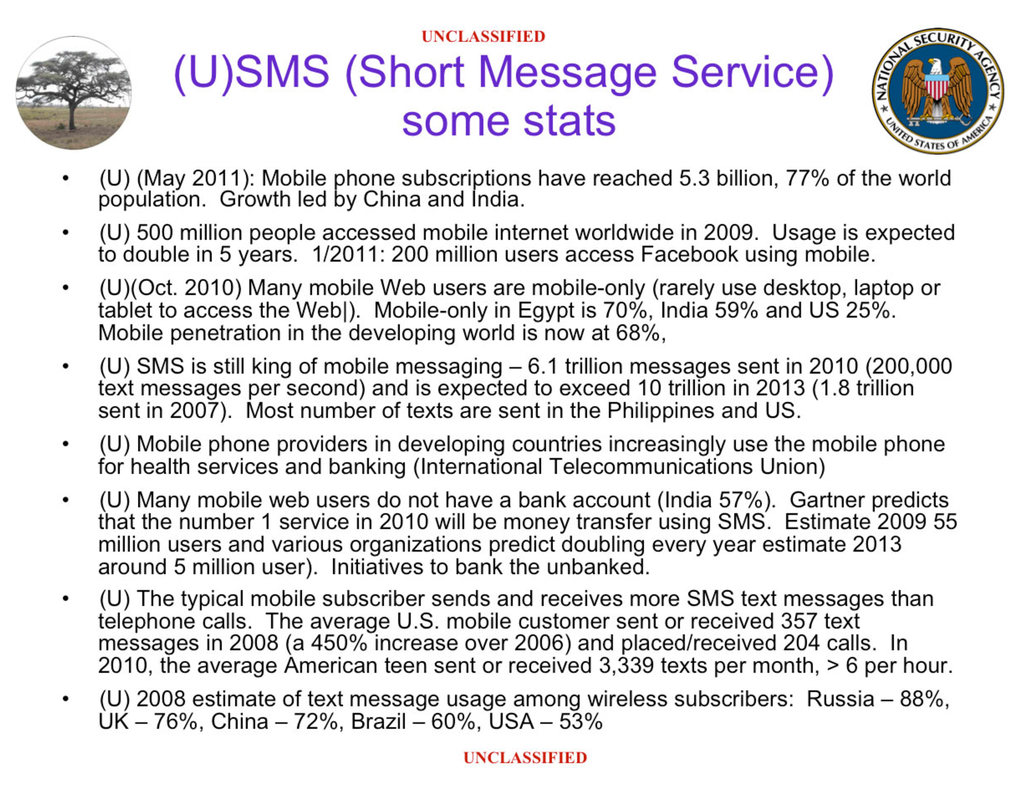 UNCLASSIFIED
(U)SMS (Short Message Service)
some stats
NATIONAL SECURITY AGENCY
UNITED STATES OF AMERICA
• (U) (May 2011): Mobile phone subscriptions have reached 5.3 billion, 77% of the world
population. Growth led by China and India.
• (U) 500 million people accessed mobile internet worldwide in 2009. Usage is expected
to double in 5 years. 1/2011: 200 million users access Facebook using mobile.
• (U)(Oct. 2010) Many mobile Web users are mobile-only (rarely use desktop, laptop or
tablet to access the Web|). Mobile-only in Egypt is 70%, India 59% and US 25%.
Mobile penetration in the developing world is now at 68%,
• (U) SMS is still king of mobile messaging – 6.1 trillion messages sent in 2010 (200,000
text messages per second) and is expected to exceed 10 trillion in 2013 (1.8 trillion
sent in 2007). Most number of texts are sent in the Philippines and US.
• (U) Mobile phone providers in developing countries increasingly use the mobile phone
for health services and banking (International Telecommunications Union)
• (U) Many mobile web users do not have a bank account (India 57%). Gartner predicts
that the number 1 service in 2010 will be money transfer using SMS. Estimate 2009 55
million users and various organizations predict doubling every year estimate 2013
around 5 million user). Initiatives to bank the unbanked.
• (U) The typical mobile subscriber sends and receives more SMS text messages than
telephone calls. The average U.S. mobile customer sent or received 357 text
messages in 2008 (a 450% increase over 2006) and placed/received 204 calls. In
2010, the average American teen sent or received 3,339 texts per month, > 6 per hour.
• (U) 2008 estimate of text message usage among wireless subscribers: Russia – 88%,
UK – 76%, China – 72%, Brazil – 60%, USA – 53%
UNCLASSIFIED